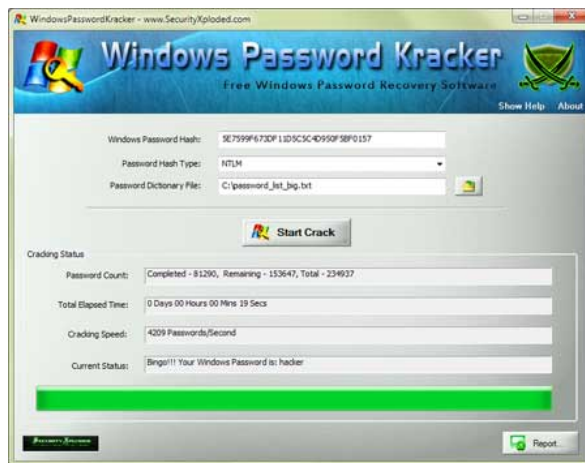 WindowsPasswordKracker - www.SecurityXploded.com
Windows Password Kracker
Free Windows Password Recovery Software
Show Help About
Windows Password Hash: 5E7599F673DF11D5C5C4D950F5BF0157
Password Hash Type: NTLM
Password Dictionary File: C:\password_list_big.txt
Start Crack
Cracking Status
Password Count: Completed - 81290, Remaining - 153647, Total - 234937
Total Elapsed Time: 0 Days 00 Hours 00 Mins 19 Secs
Cracking Speed: 4209 Passwords/Second
Current Status: Bingo!!! Your Windows Password is: hacker
Security Xploded
Report..